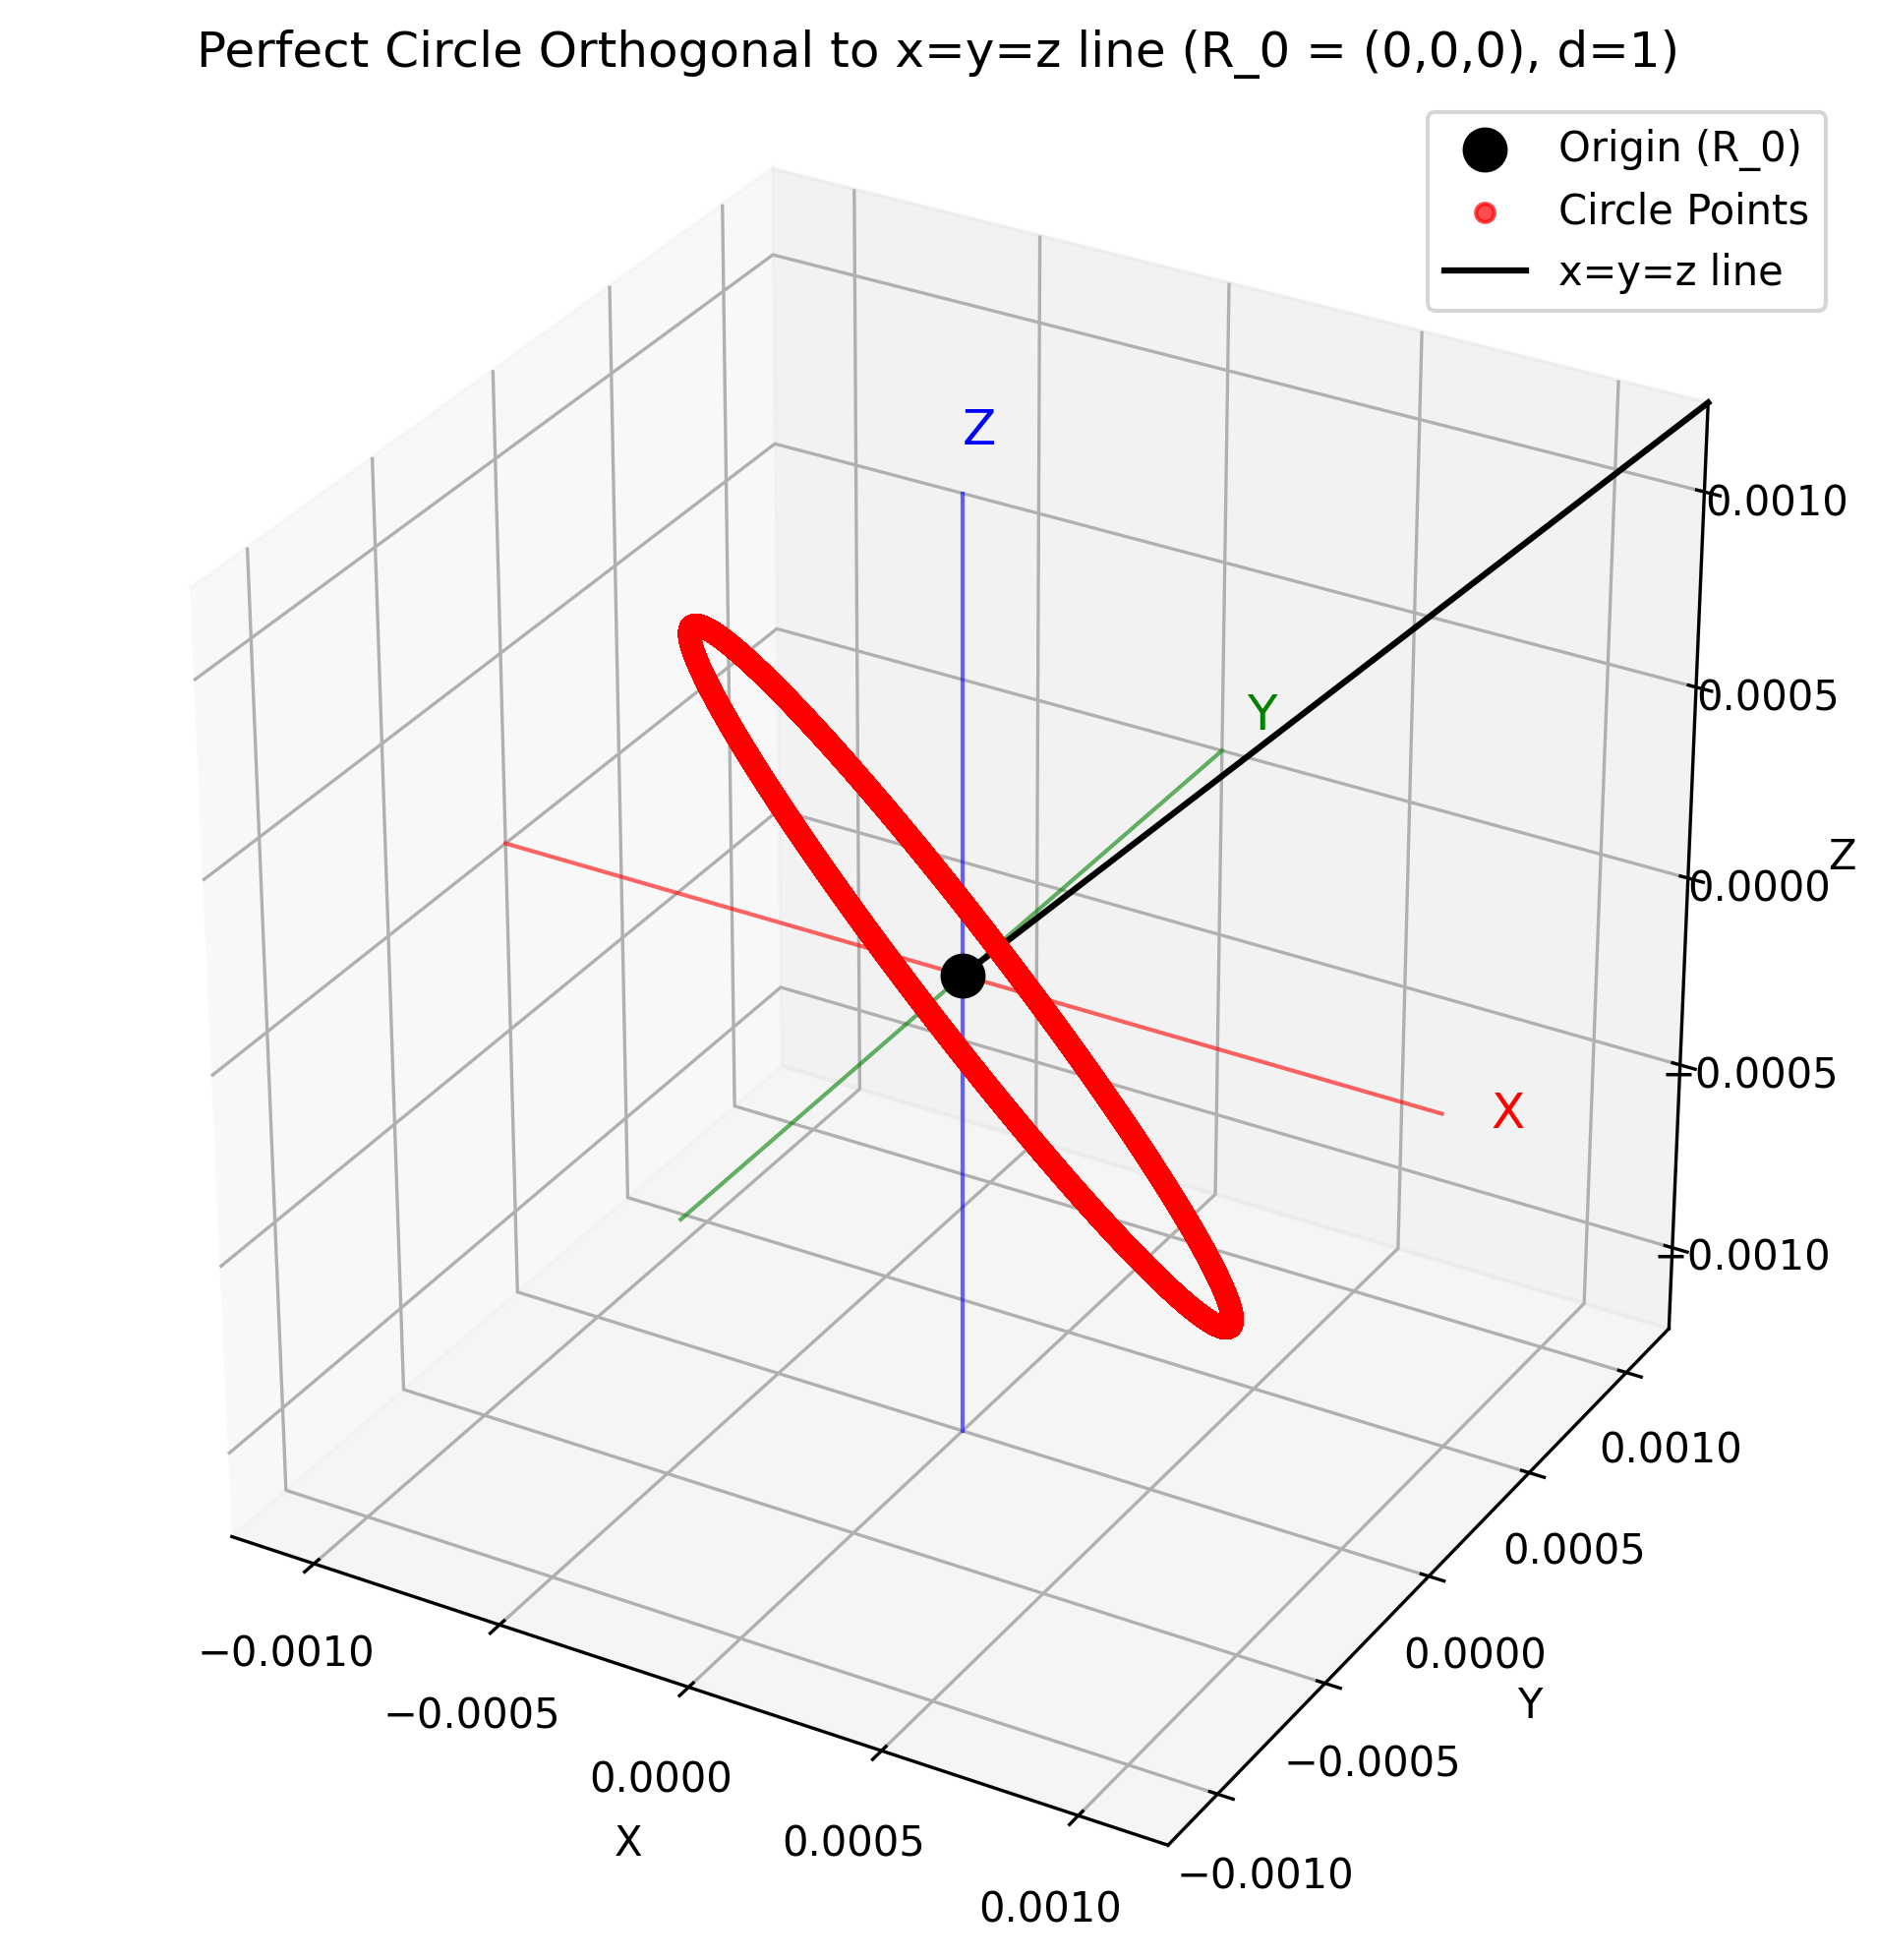 Perfect Circle Orthogonal to x=y=z line (R_0 = (0,0,0), d=1)
Origin (R_0)
Circle Points
x=y=z line
Z
Y
X
0.0010
0.0005
Z
0.0000
−0.0005
−0.0010
0.0010
0.0005
0.0000
Y
−0.0005
−0.0010
−0.0010
−0.0005
0.0000
X
0.0005
0.0010